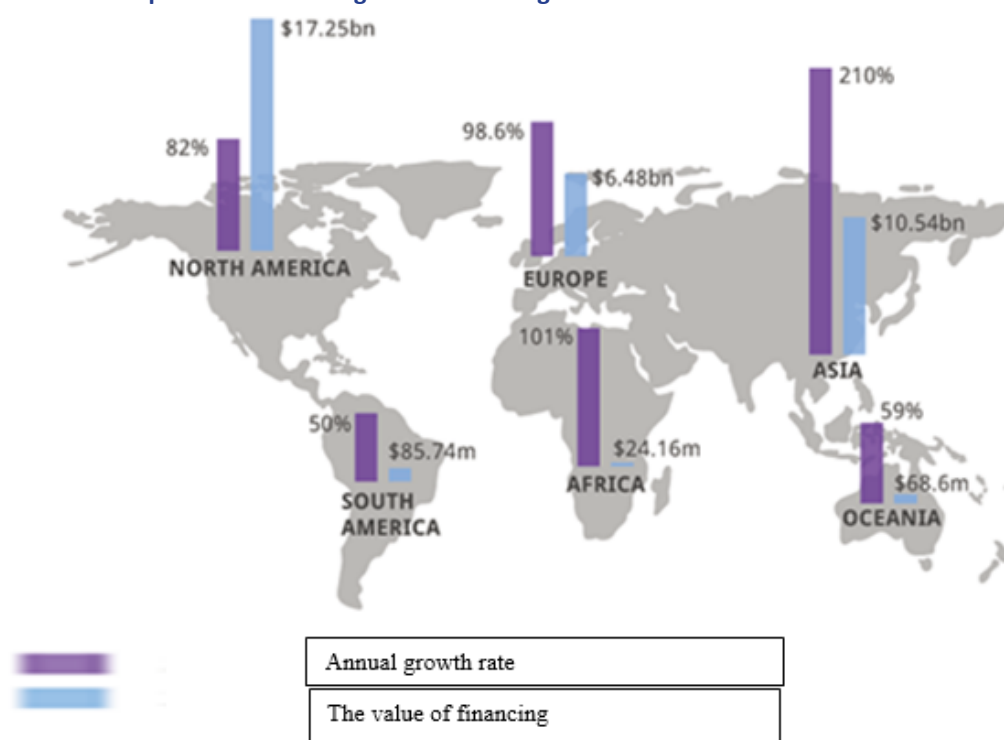 $17.25bn
82%
NORTH AMERICA
98.6%
$6.48bn
EUROPE
210%
$10.54bn
ASIA
101%
$24.16m
AFRICA
50%
$85.74m
SOUTH
AMERICA
59%
$68.6m
OCEANIA
Annual growth rate
The value of financing